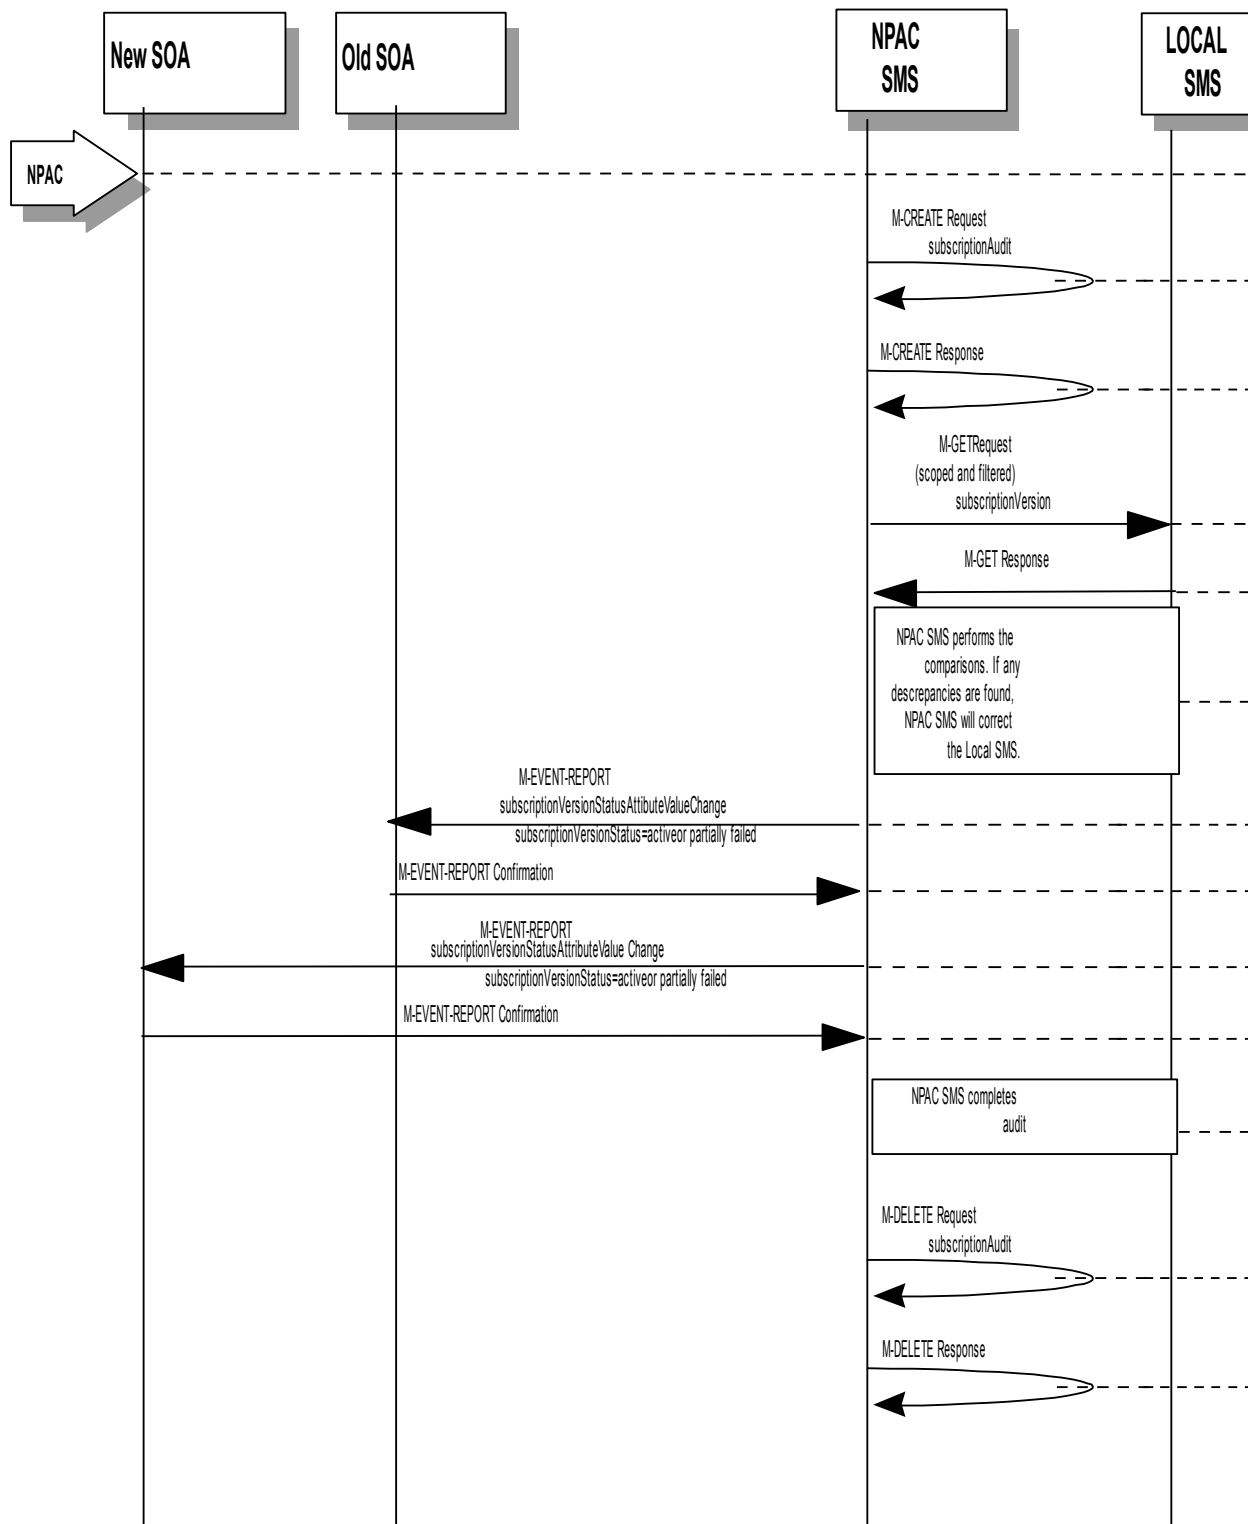 New SOA
Old SOA
NPAC
SMS
LOCAL
SMS
NPAC
M-CREATE Request
subscriptionAudit
M-CREATE Response
M-GETRequest
(scoped and filtered)
subscriptionVersion
M-GET Response
NPAC SMS performs the
comparisons. If any
descrepancies are found,
NPAC SMS will correct
the Local SMS.
M-EVENT-REPORT
subscriptionVersionStatusAttibuteValueChange
subscriptionVersionStatus=activeor partially failed
M-EVENT-REPORT Confirmation
M-EVENT-REPORT
subscriptionVersionStatusAttributeValue Change
subscriptionVersionStatus=activeor partially failed
M-EVENT-REPORT Confirmation
NPAC SMS completes
audit
M-DELETE Request
subscriptionAudit
M-DELETE Response